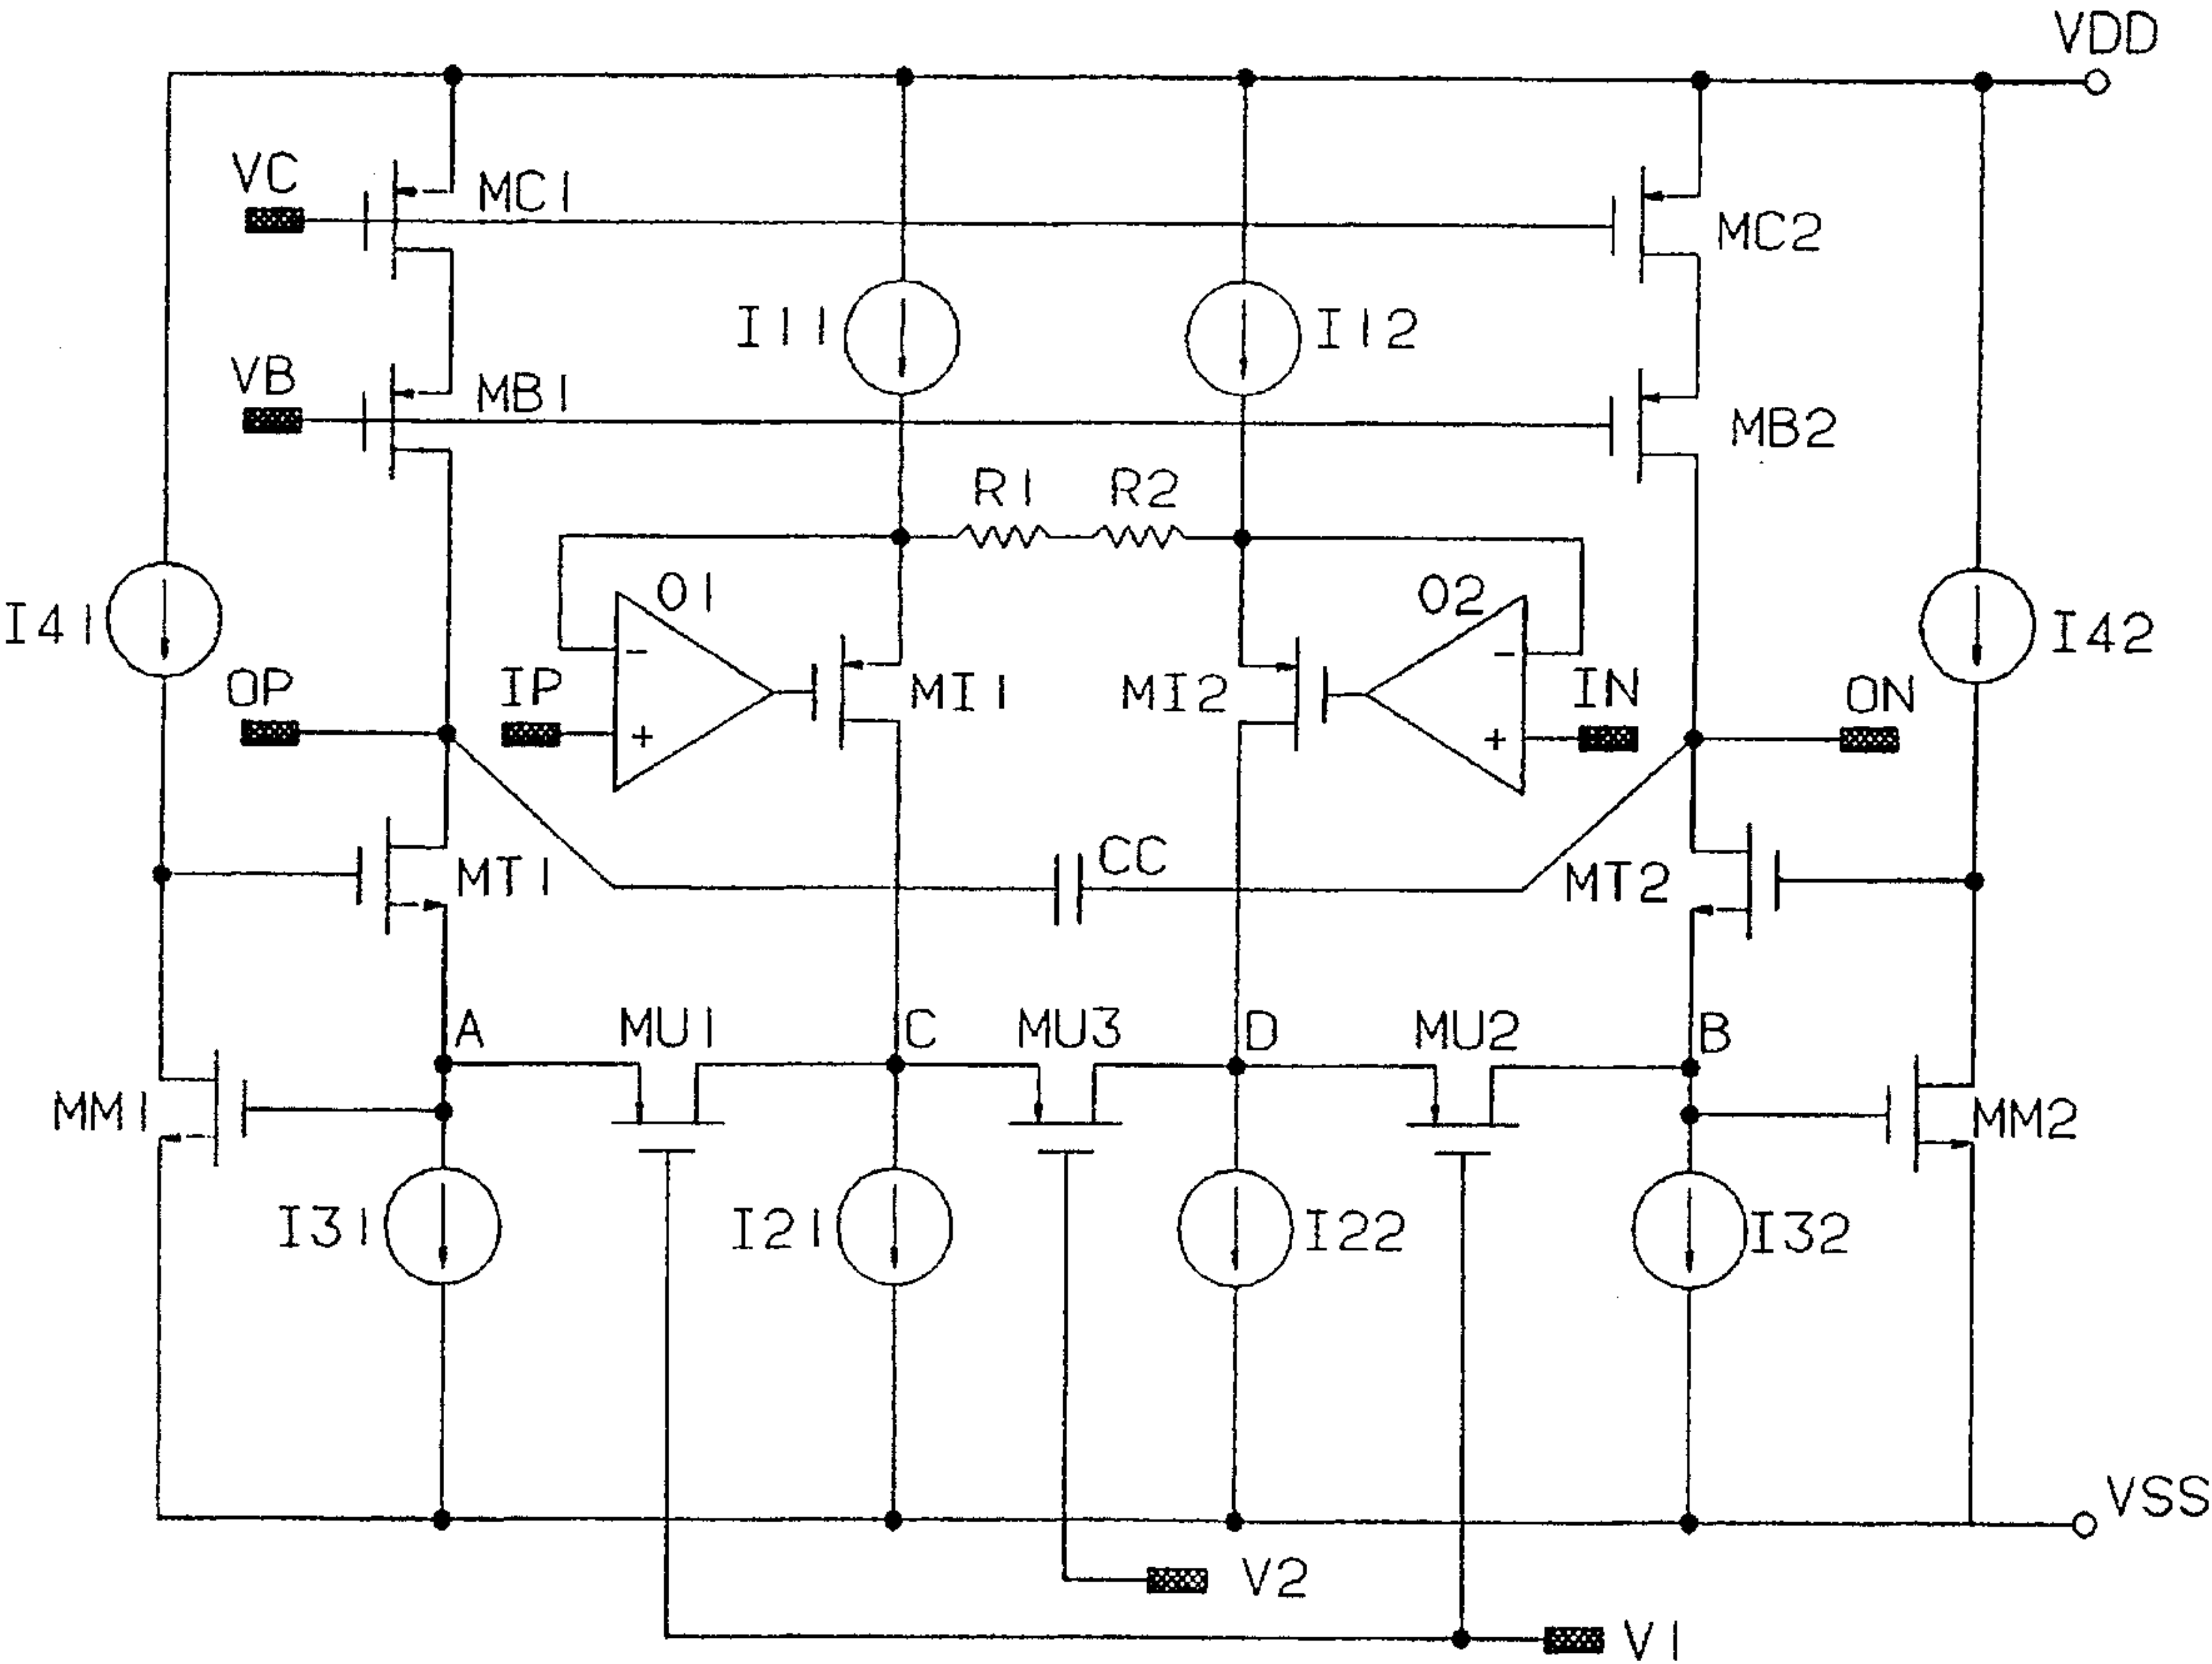 VDD
VC
MC1
MC2
I11
I12
VB
MB1
MB2
R1
R2
I41
O1
O2
I42
OP
IP
MI1
MI2
IN
ON
-
-
+
+
MT1
CC
MT2
A
MU1
C
MU3
D
MU2
B
MM1
MM2
I31
I21
I22
I32
VSS
V2
V1